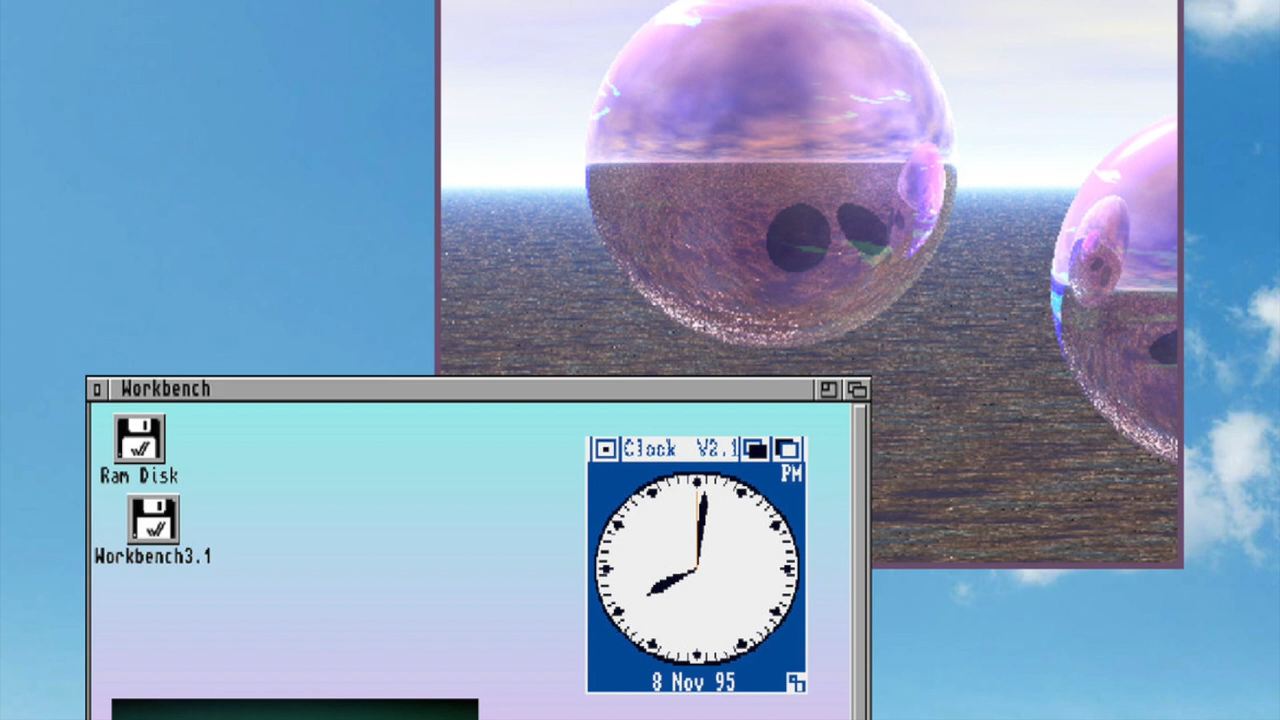 Workbench
Ram Disk
Workbench3.1
Clock V2.1
PM
8 Nov 95